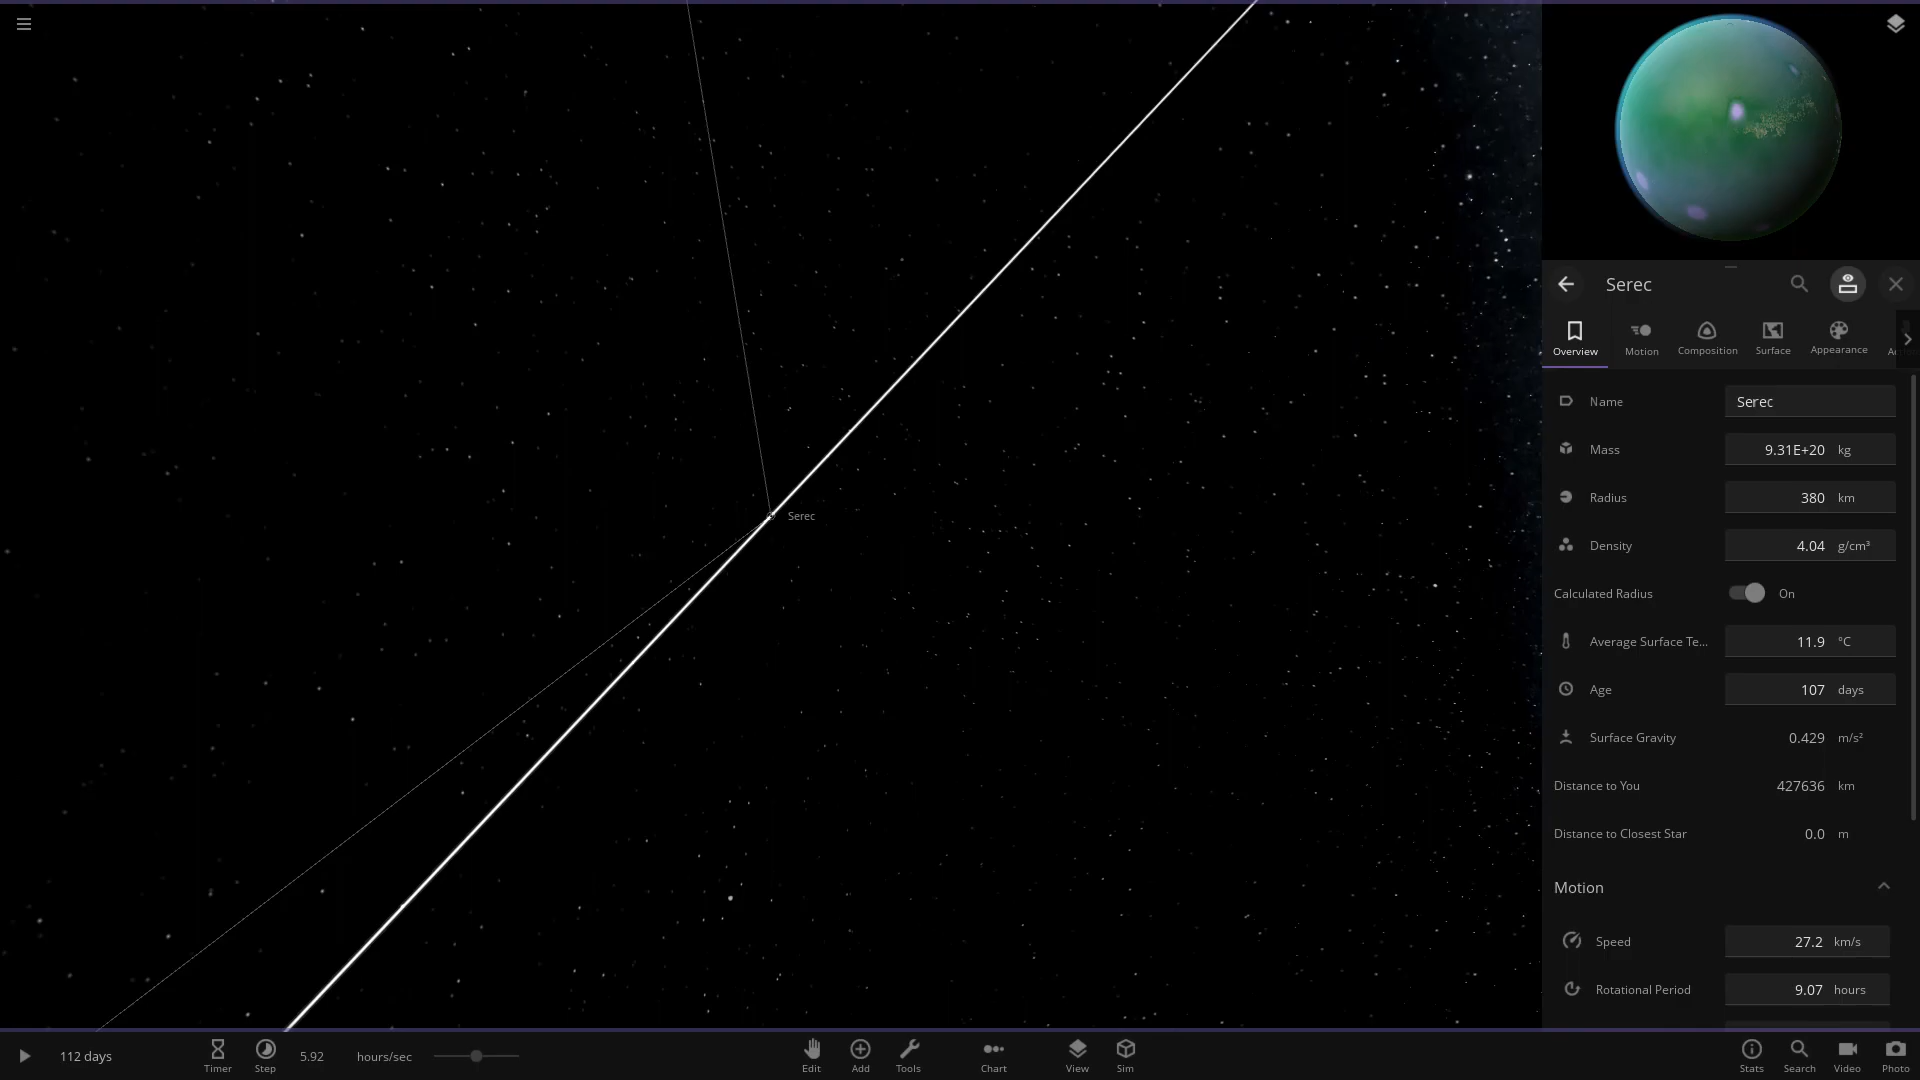 Serec
Serec
Overview
Motion
Composition
Surface
Appearance
Name Serec
Mass 9.31E+20 kg
Radius 380 km
Density 4.04 g/cm³
Calculated Radius On
Average Surface Te... 11.9 °C
Age 107 days
Surface Gravity 0.429 m/s²
Distance to You 427636 km
Distance to Closest Star 0.0 m
Motion
Speed 27.2 km/s
Rotational Period 9.07 hours
112 days
Timer
Step
5.92 hours/sec
Edit
Add
Tools
Chart
View
Sim
Stats
Search
Video
Photo